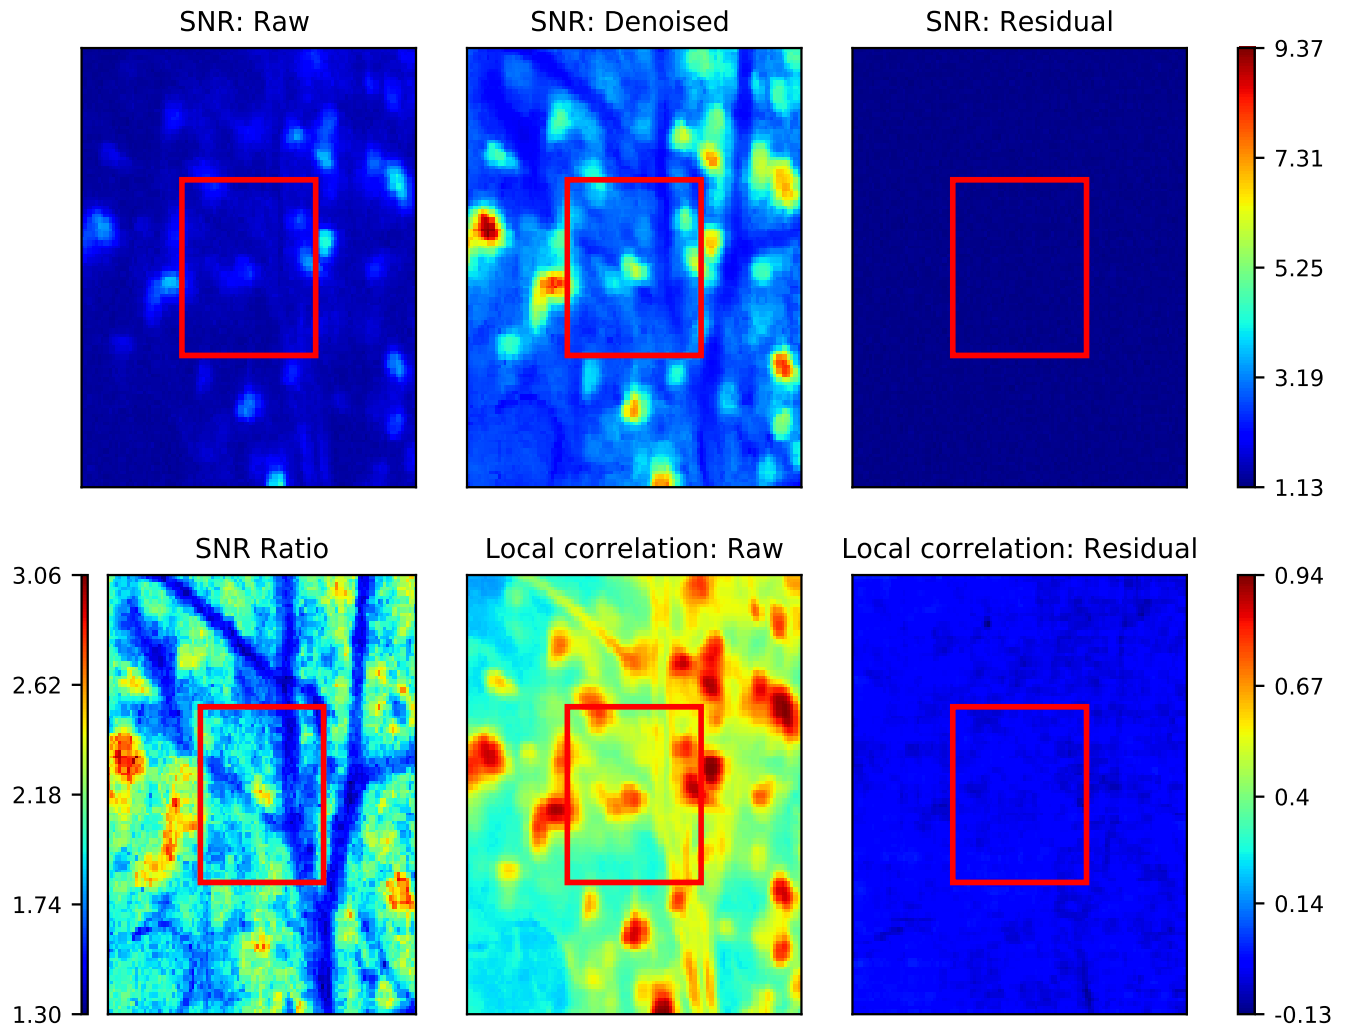 SNR: Raw
SNR: Denoised
SNR: Residual
9.37
7.31
5.25
3.19
1.13
SNR Ratio
Local correlation: Raw
Local correlation: Residual
3.06
2.62
2.18
1.74
1.30
0.94
0.67
0.4
0.14
-0.13